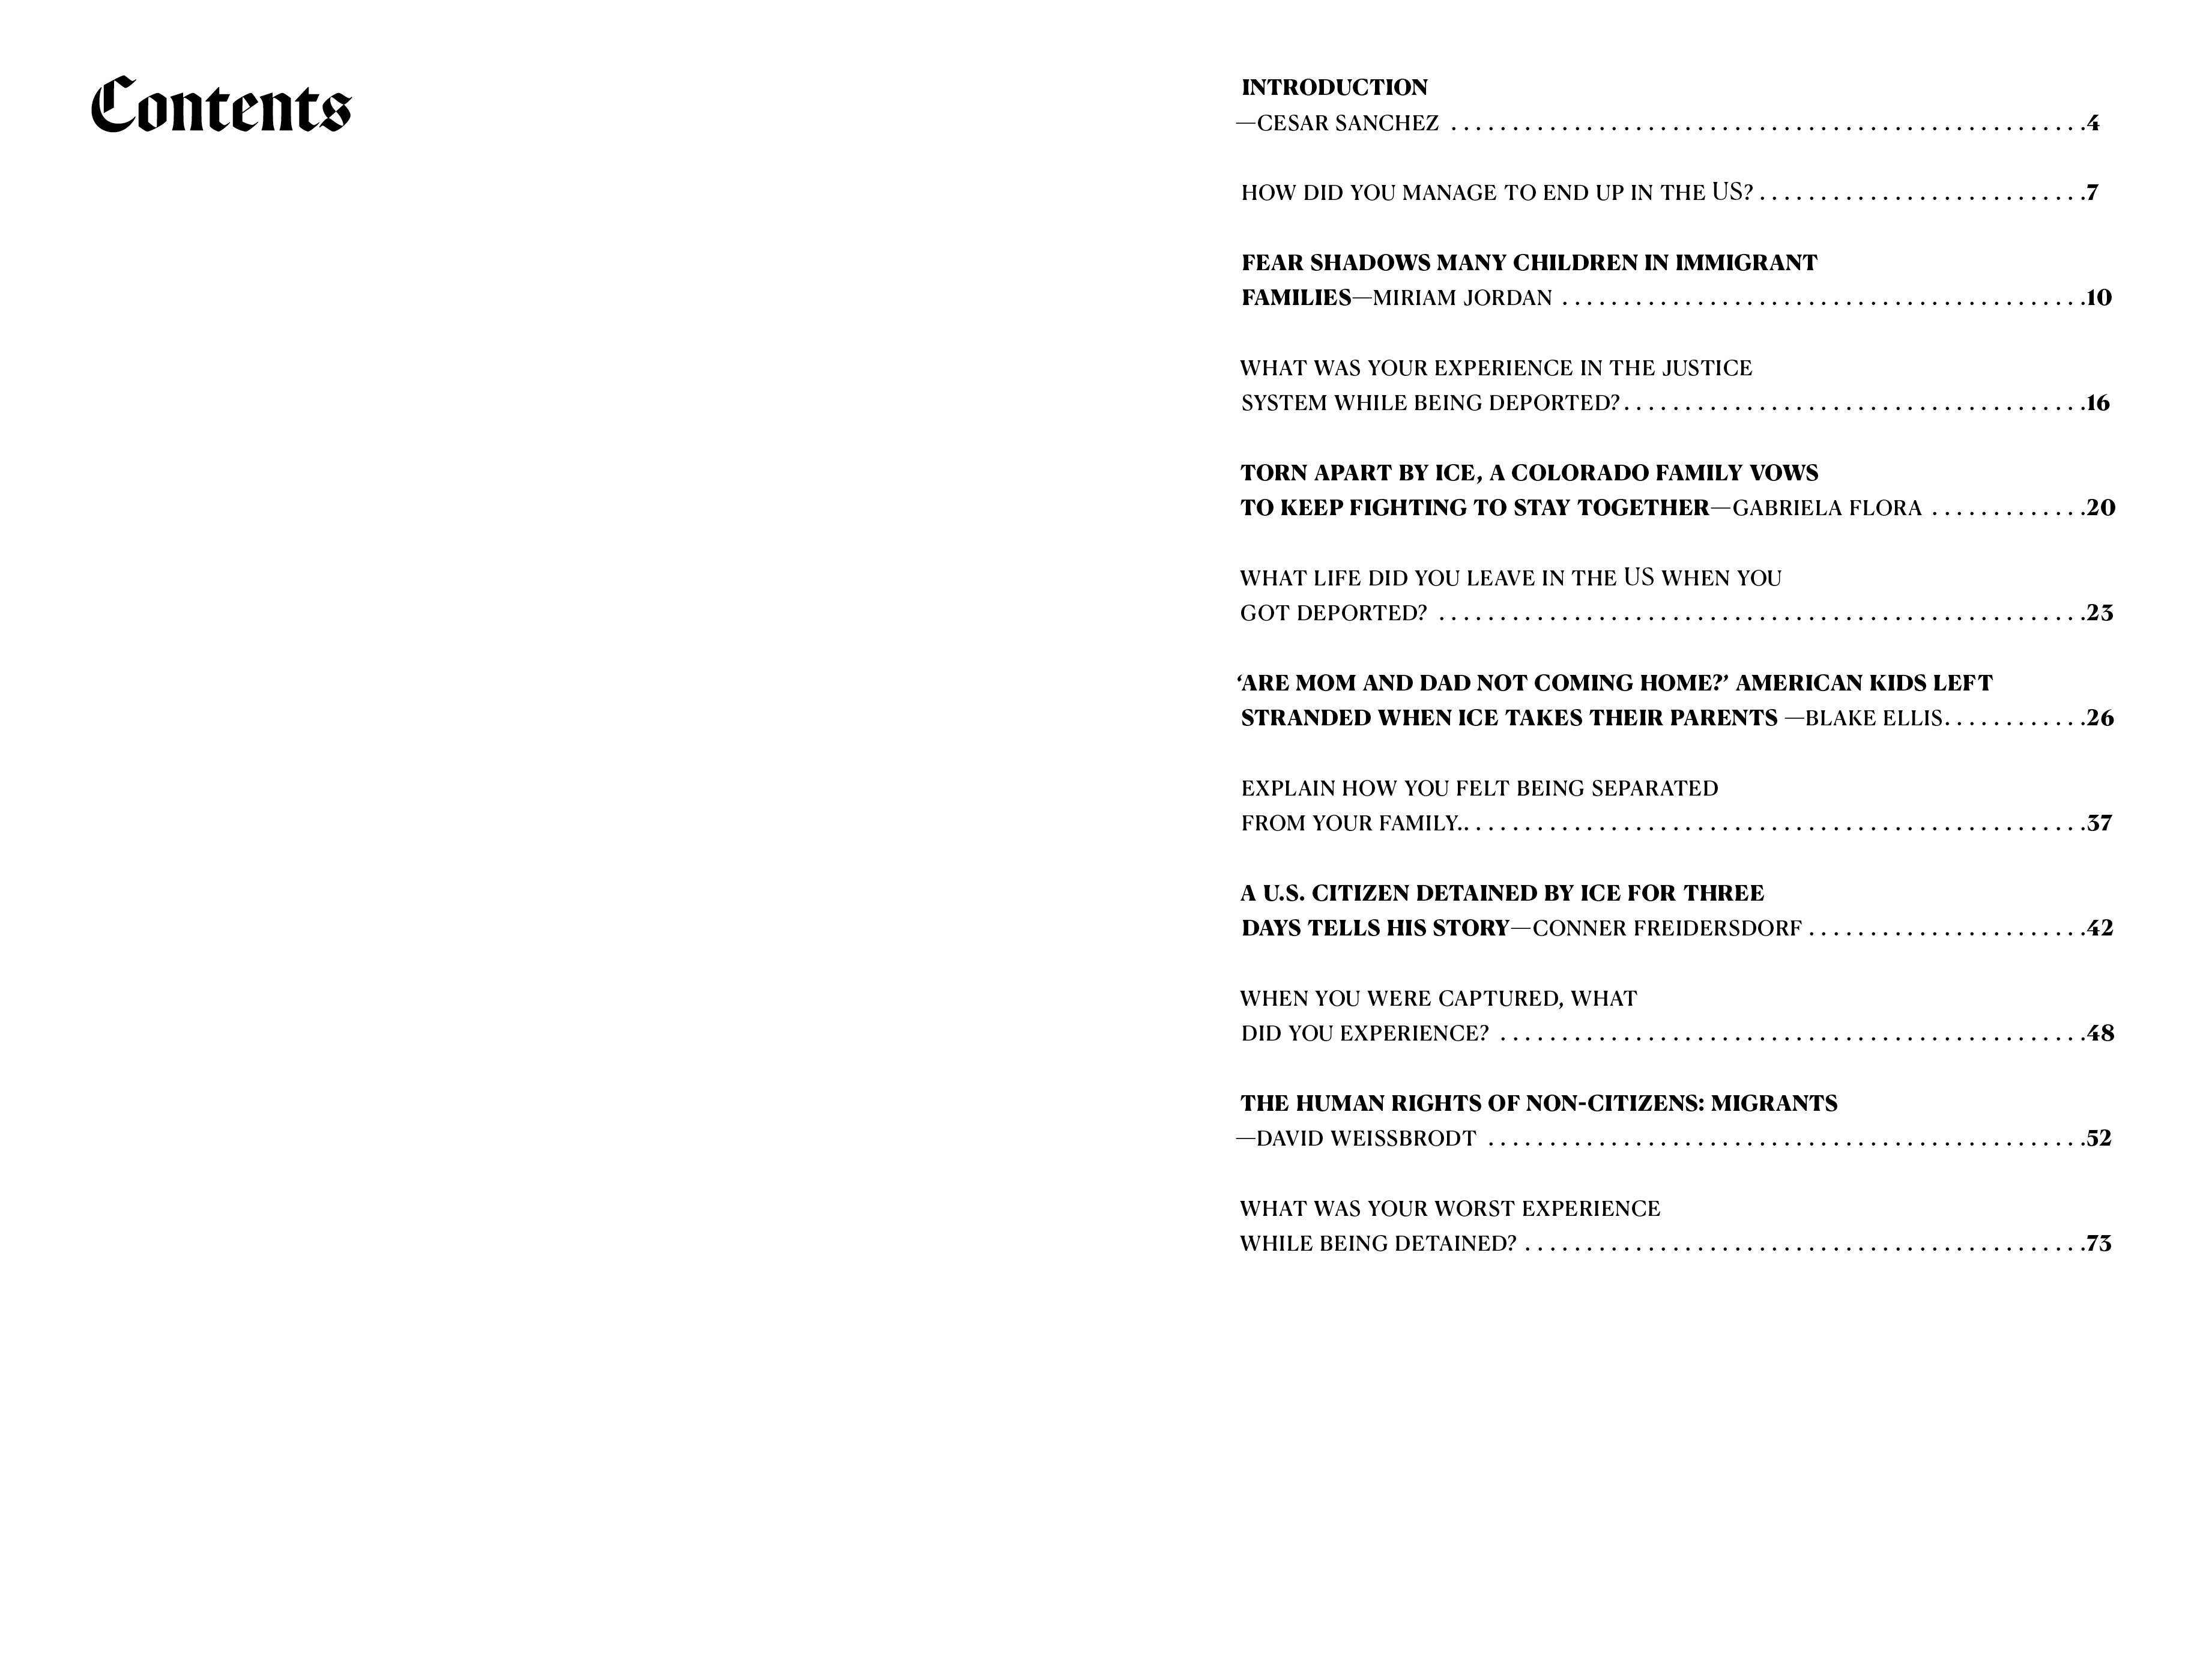 Contents
INTRODUCTION
—CESAR SANCHEZ . . . . . . . . . . . . . . . . . . . . . . . . . . . . . . . . . . . . . . . . . . . . . . . . . . . .4
HOW DID YOU MANAGE TO END UP IN THE US? . . . . . . . . . . . . . . . . . . . . . . . . . . .7
FEAR SHADOWS MANY CHILDREN IN IMMIGRANT
FAMILIES—MIRIAM JORDAN . . . . . . . . . . . . . . . . . . . . . . . . . . . . . . . . . . . . . . . . . . .10
WHAT WAS YOUR EXPERIENCE IN THE JUSTICE
SYSTEM WHILE BEING DEPORTED? . . . . . . . . . . . . . . . . . . . . . . . . . . . . . . . . . . . . . .16
TORN APART BY ICE, A COLORADO FAMILY VOWS
TO KEEP FIGHTING TO STAY TOGETHER—GABRIELA FLORA . . . . . . . . . . . . .20
WHAT LIFE DID YOU LEAVE IN THE US WHEN YOU
GOT DEPORTED? . . . . . . . . . . . . . . . . . . . . . . . . . . . . . . . . . . . . . . . . . . . . . . . . . . . . .23
‘ARE MOM AND DAD NOT COMING HOME?’ AMERICAN KIDS LEFT
STRANDED WHEN ICE TAKES THEIR PARENTS —BLAKE ELLIS. . . . . . . . . . . .26
EXPLAIN HOW YOU FELT BEING SEPARATED
FROM YOUR FAMILY.. . . . . . . . . . . . . . . . . . . . . . . . . . . . . . . . . . . . . . . . . . . . . . . . . . .37
A U.S. CITIZEN DETAINED BY ICE FOR THREE
DAYS TELLS HIS STORY—CONNER FREIDERSDORF . . . . . . . . . . . . . . . . . . . . . . .42
WHEN YOU WERE CAPTURED, WHAT
DID YOU EXPERIENCE? . . . . . . . . . . . . . . . . . . . . . . . . . . . . . . . . . . . . . . . . . . . . . . . .48
THE HUMAN RIGHTS OF NON-CITIZENS: MIGRANTS
—DAVID WEISSBRODT . . . . . . . . . . . . . . . . . . . . . . . . . . . . . . . . . . . . . . . . . . . . . . . . .52
WHAT WAS YOUR WORST EXPERIENCE
WHILE BEING DETAINED? . . . . . . . . . . . . . . . . . . . . . . . . . . . . . . . . . . . . . . . . . . . . . .73